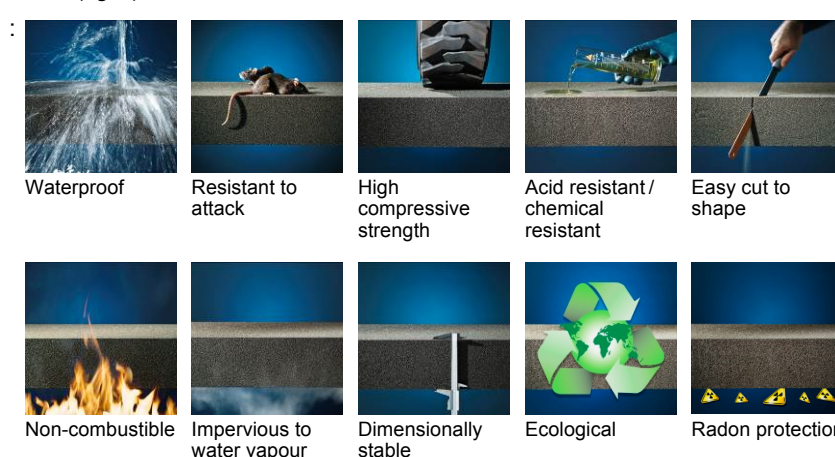 :
Waterproof
Resistant to
attack
High
compressive
strength
Acid resistant /
chemical
resistant
Easy cut to
shape
Non-combustible
Impervious to
water vapour
Dimensionally
stable
Ecological
Radon protection